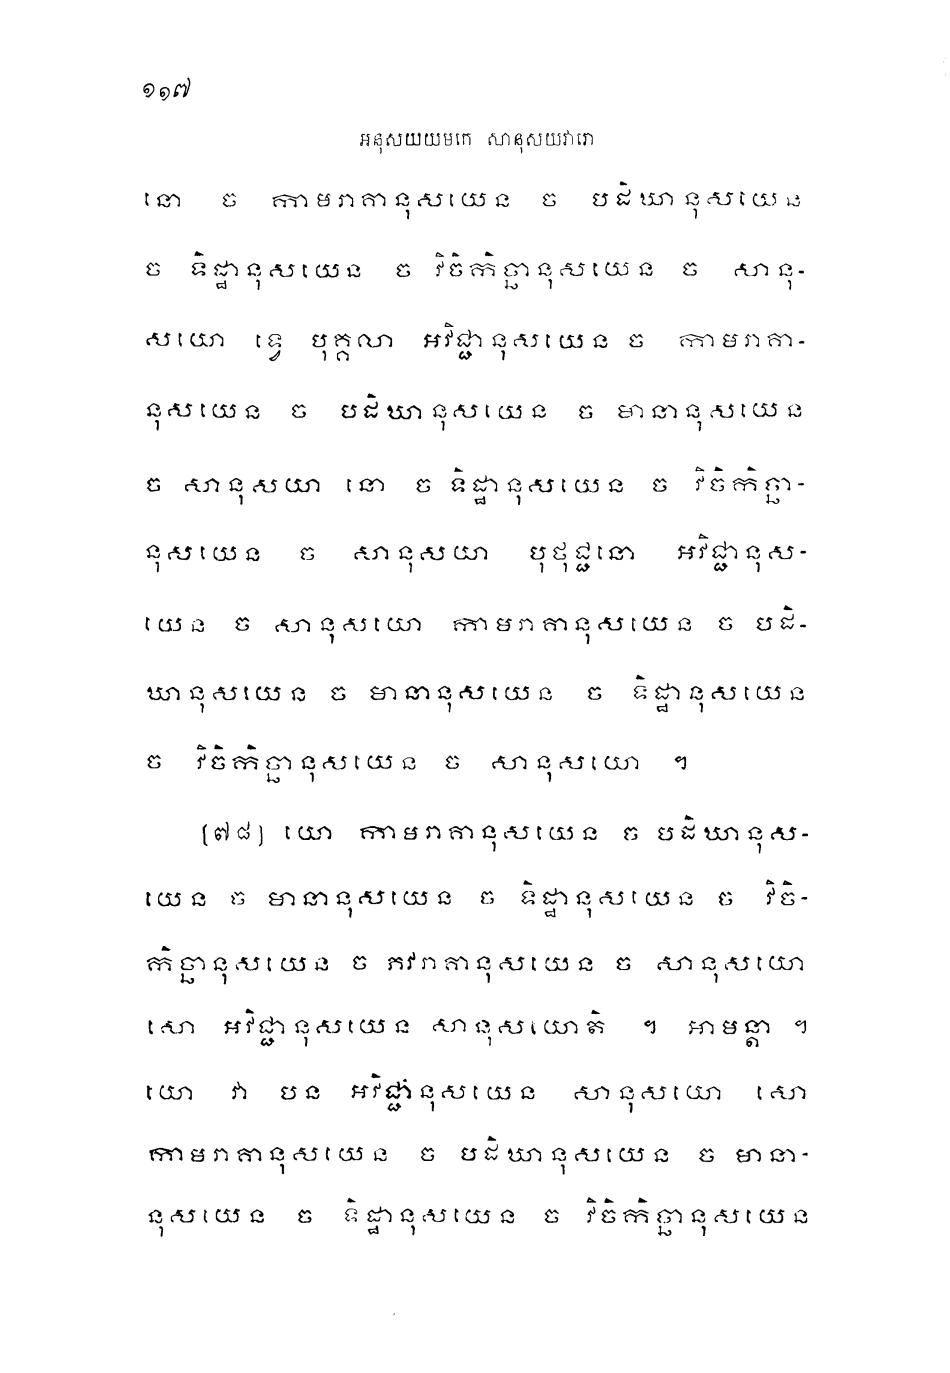 ១១៧
អនុសយយមកេ សានុសយវារោ
នោ ច កាមរាគានុសយេន ច បដិឃានុសយេន
ច ទិដ្ឋានុសយេន ច វិចិកិច្ឆានុសយេន ច សានុ-
សយោ ទ្វេ បុគ្គលា អវិជ្ជានុសយេន ច កាមរាគា-
នុសយេន ច បដិឃានុសយេន ច មានានុសយេន
ច សានុសយា នោ ច ទិដ្ឋានុសយេន ច វិចិកិច្ឆា-
នុសយេន ច សានុសយា បុថុជ្ជនោ អវិជ្ជានុស-
យេន ច សានុសយោ កាមរាគានុសយេន ច បដិ-
ឃានុសយេន ច មានានុសយេន ច ទិដ្ឋានុសយេន
ច វិចិកិច្ឆានុសយេន ច សានុសយោ ។
[៧៨] យោ កាមរាគានុសយេន ច បដិឃានុស-
យេន ច មានានុសយេន ច ទិដ្ឋានុសយេន ច វិចិ-
កិច្ឆានុសយេន ច ភវរាគានុសយេន ច សានុសយោ
សោ អវិជ្ជានុសយេន សានុសយោតិ ។ អាមន្តា ។
យោ វា បន អវិជ្ជានុសយេន សានុសយោ សោ
កាមរាគានុសយេន ច បដិឃានុសយេន ច មានា-
នុសយេន ច ទិដ្ឋានុសយេន ច វិចិកិច្ឆានុសយេន